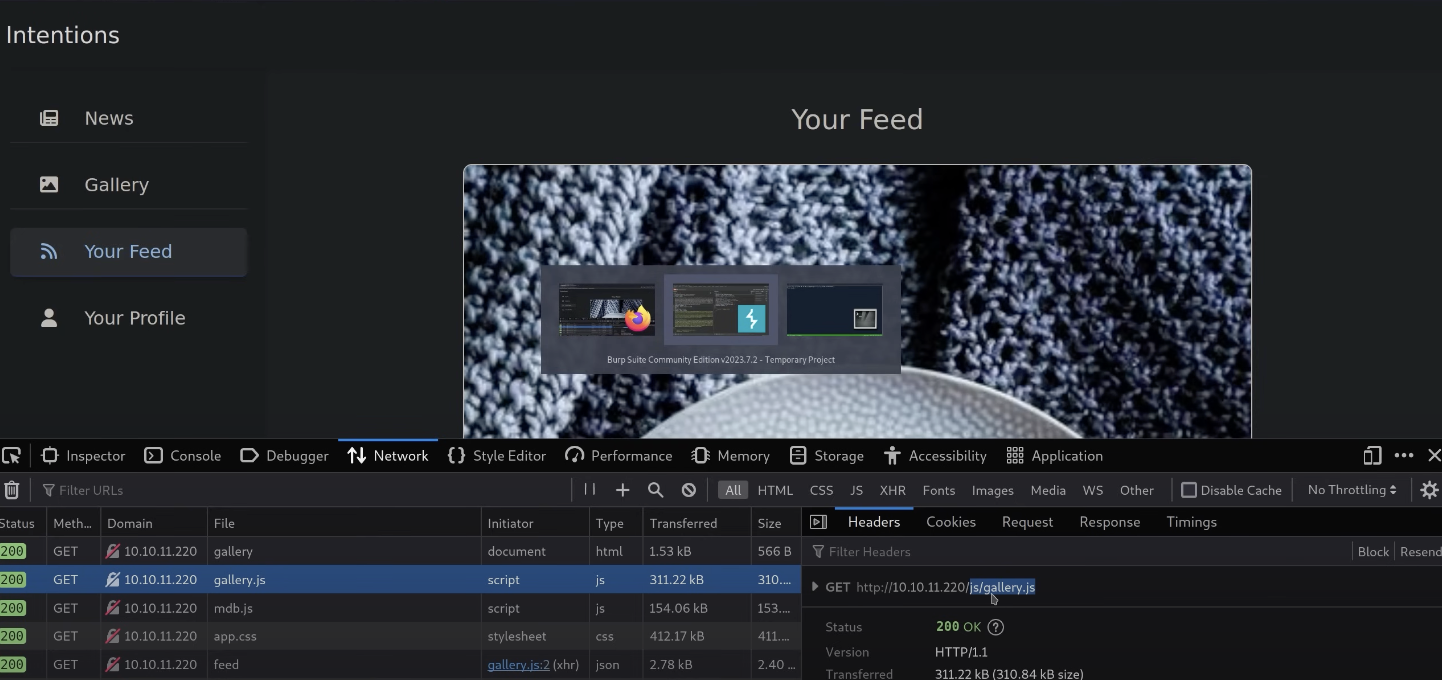 Intentions
News
Gallery
Your Feed
Your Profile
Your Feed
Burp Suite Community Edition v2023.7.2 - Temporary Project
Inspector Console Debugger Network Style Editor Performance Memory Storage Accessibility Application
Filter URLs All HTML CSS JS XHR Fonts Images Media WS Other Disable Cache No Throttling
Status Meth... Domain File Initiator Type Transferred Size
200 GET 10.10.11.220 gallery document html 1.53 kB 566 B
200 GET 10.10.11.220 gallery.js script js 311.22 kB 310....
200 GET 10.10.11.220 mdb.js script js 154.06 kB 153....
200 GET 10.10.11.220 app.css stylesheet css 412.17 kB 411....
200 GET 10.10.11.220 feed gallery.js:2 (xhr) json 2.78 kB 2.40 ...
Headers Cookies Request Response Timings
Filter Headers Block Resend
GET http://10.10.11.220/js/gallery.js
Status 200 OK ?
Version HTTP/1.1
Transferred 311.22 kB (310.84 kB size)